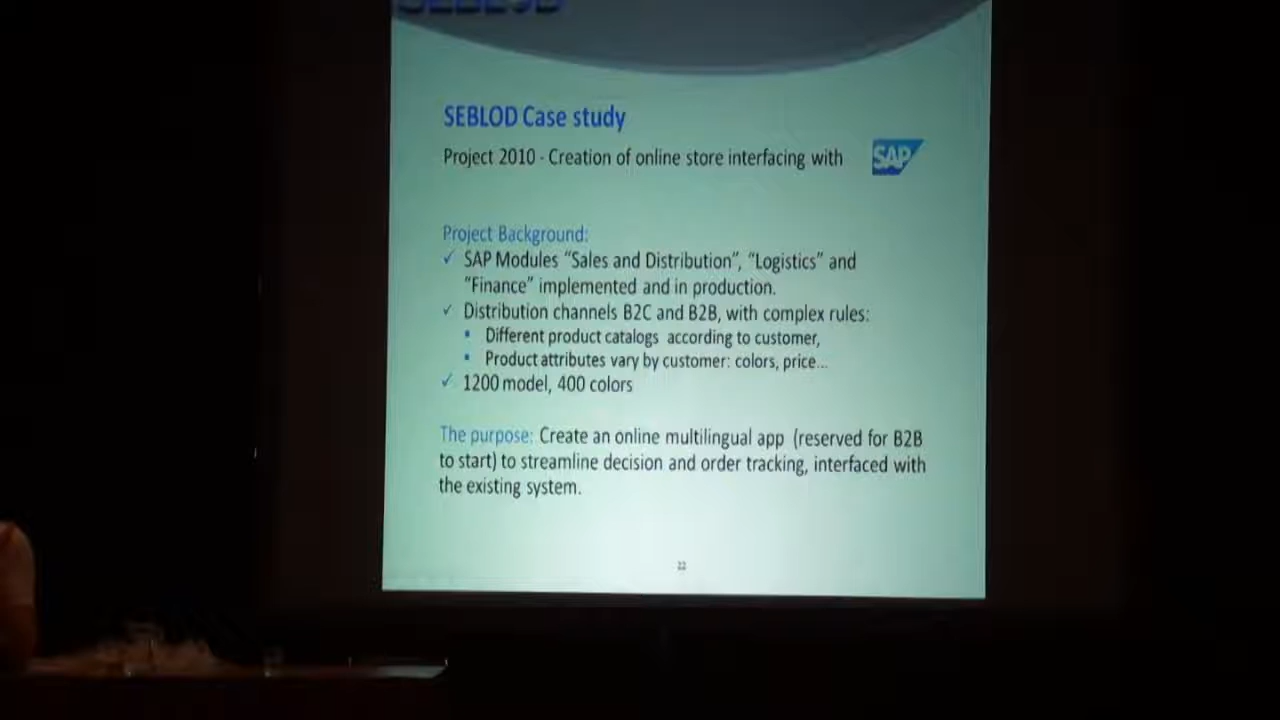 SEBLOD
SEBLOD Case study
Project 2010 - Creation of online store interfacing with SAP
Project Background:
✓ SAP Modules “Sales and Distribution”, “Logistics” and
“Finance” implemented and in production.
✓ Distribution channels B2C and B2B, with complex rules:
▪ Different product catalogs according to customer,
▪ Product attributes vary by customer: colors, price...
✓ 1200 model, 400 colors
The purpose: Create an online multilingual app (reserved for B2B
to start) to streamline decision and order tracking, interfaced with
the existing system.